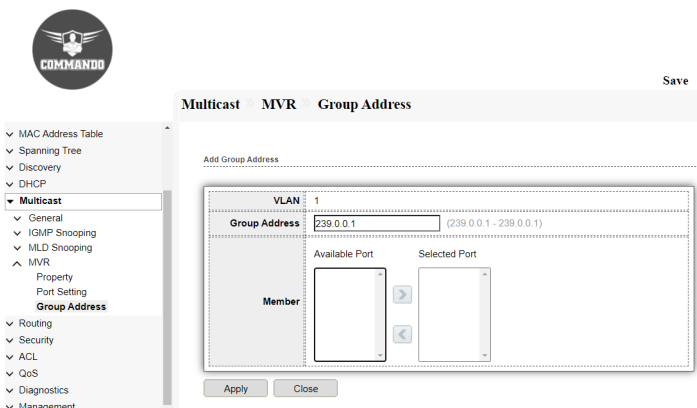 COMMANDO
Save
Multicast MVR Group Address
MAC Address Table
Spanning Tree
Discovery
DHCP
Multicast
General
IGMP Snooping
MLD Snooping
MVR
Property
Port Setting
Group Address
Routing
Security
ACL
QoS
Diagnostics
Management
Add Group Address
VLAN 1
Group Address 239.0.0.1 (239.0.0.1 - 239.0.0.1)
Available Port Selected Port
Member
Apply Close